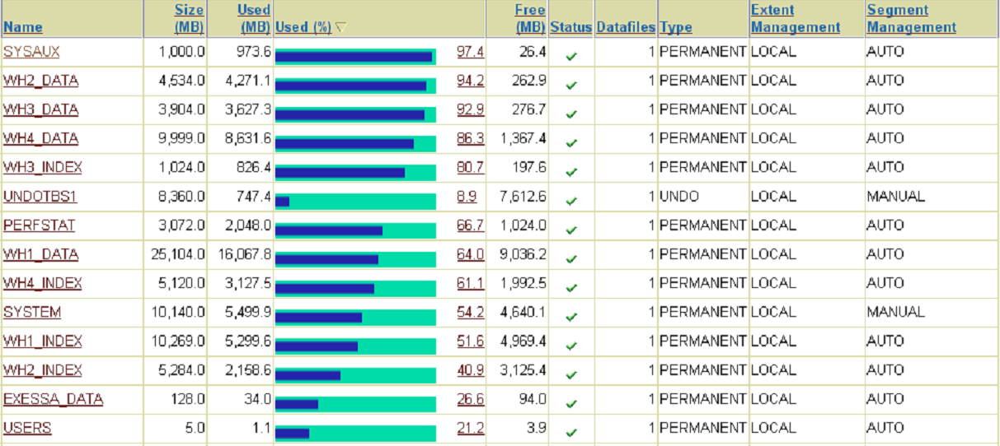 Name Size (MB) Used (MB) Used (%) Free (MB) Status Datafiles Type Extent Management Segment Management
SYSAUX 1,000.0 973.6 97.4 26.4 1 PERMANENT LOCAL AUTO
WH2_DATA 4,534.0 4,271.1 94.2 262.9 1 PERMANENT LOCAL AUTO
WH3_DATA 3,904.0 3,627.3 92.9 276.7 1 PERMANENT LOCAL AUTO
WH4_DATA 9,999.0 8,631.6 86.3 1,367.4 1 PERMANENT LOCAL AUTO
WH3_INDEX 1,024.0 826.4 80.7 197.6 1 PERMANENT LOCAL AUTO
UNDOTBS1 8,360.0 747.4 8.9 7,612.6 1 UNDO LOCAL MANUAL
PERFSTAT 3,072.0 2,048.0 66.7 1,024.0 1 PERMANENT LOCAL AUTO
WH1_DATA 25,104.0 16,067.8 64.0 9,036.2 1 PERMANENT LOCAL AUTO
WH4_INDEX 5,120.0 3,127.5 61.1 1,992.5 1 PERMANENT LOCAL AUTO
SYSTEM 10,140.0 5,499.9 54.2 4,640.1 1 PERMANENT LOCAL MANUAL
WH1_INDEX 10,269.0 5,299.6 51.6 4,969.4 1 PERMANENT LOCAL AUTO
WH2_INDEX 5,284.0 2,158.6 40.9 3,125.4 1 PERMANENT LOCAL AUTO
EXESSA_DATA 128.0 34.0 26.6 94.0 1 PERMANENT LOCAL AUTO
USERS 5.0 1.1 21.2 3.9 1 PERMANENT LOCAL AUTO